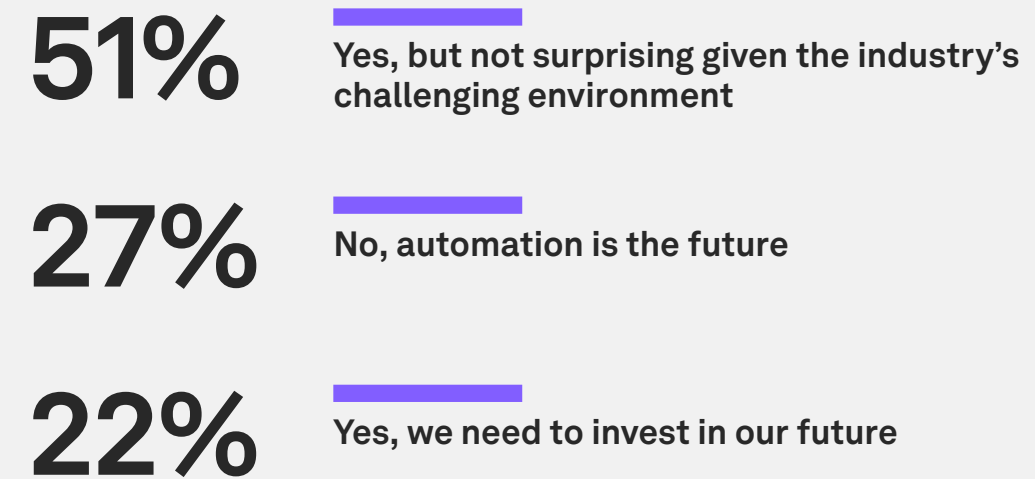 51%
Yes, but not surprising given the industry’s
challenging environment
27%
No, automation is the future
22%
Yes, we need to invest in our future